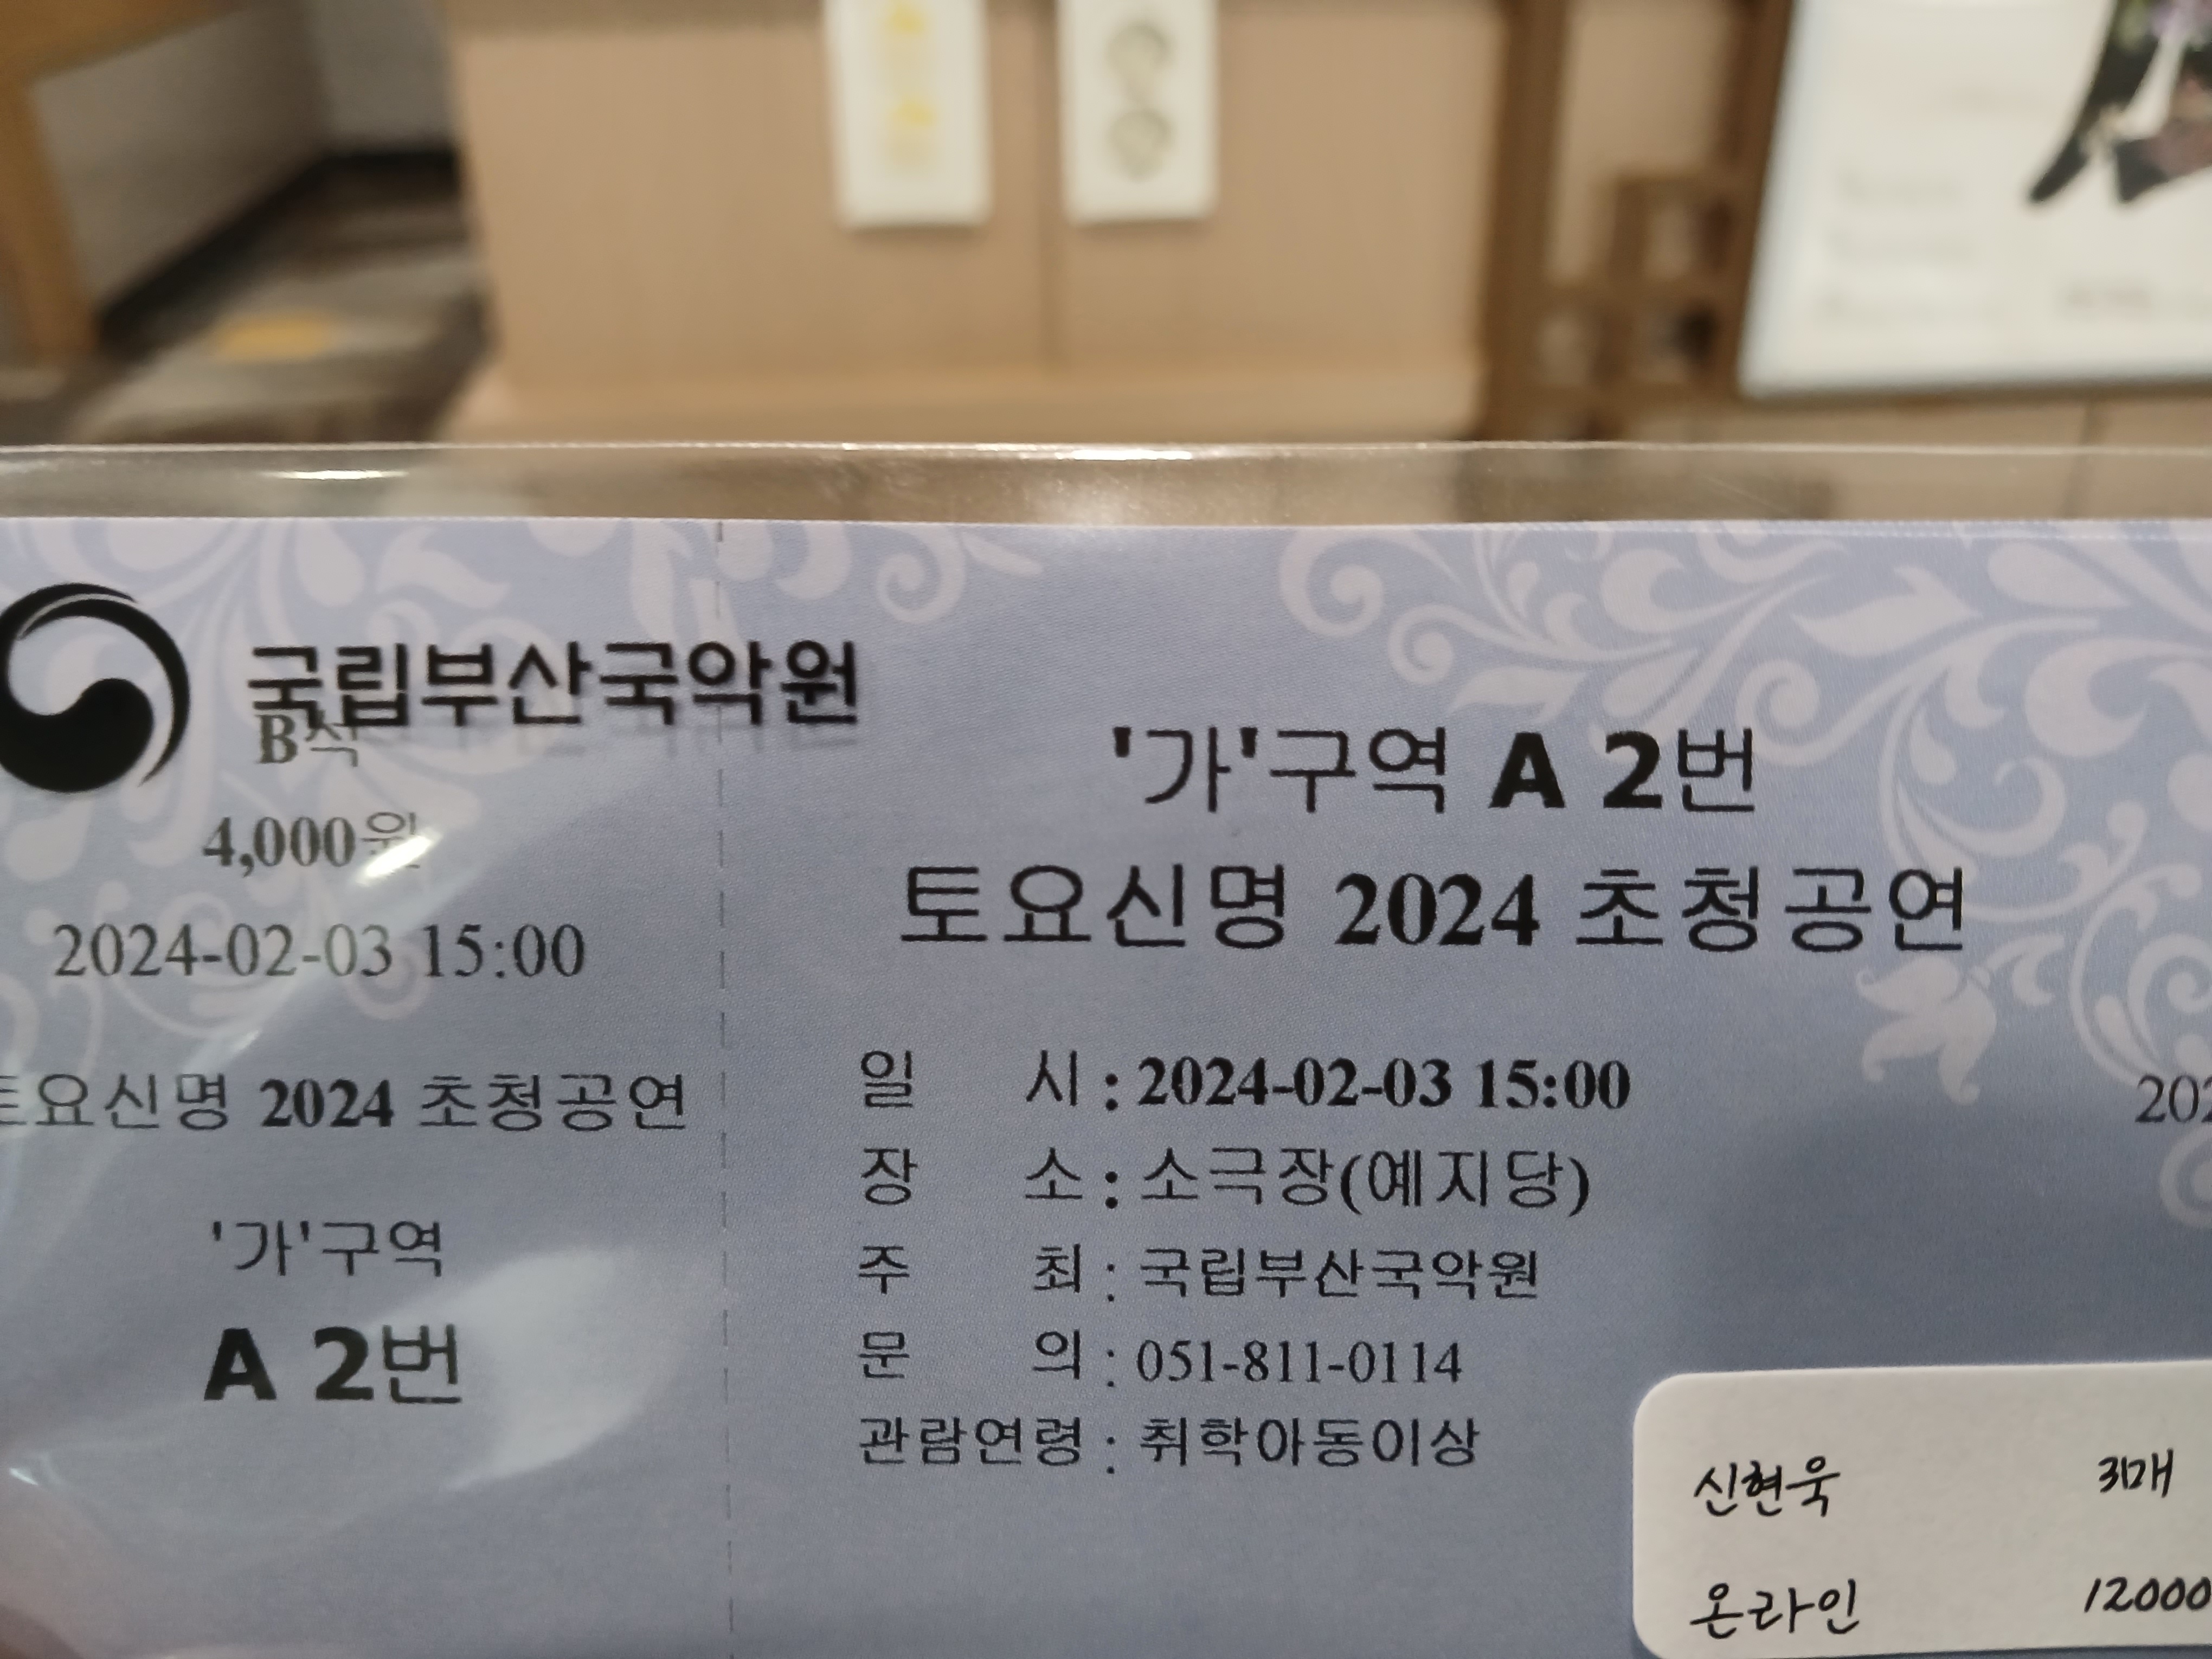 국립부산국악원
B석
4,000원
2024-02-03 15:00
토요신명 2024 초청공연
'가'구역
A 2번
'가'구역 A 2번
토요신명 2024 초청공연
일 시 : 2024-02-03 15:00
장 소 : 소극장(예지당)
주 최 : 국립부산국악원
문 의 : 051-811-0114
관람연령 : 취학아동이상
202
신현욱 3매
온라인 12000